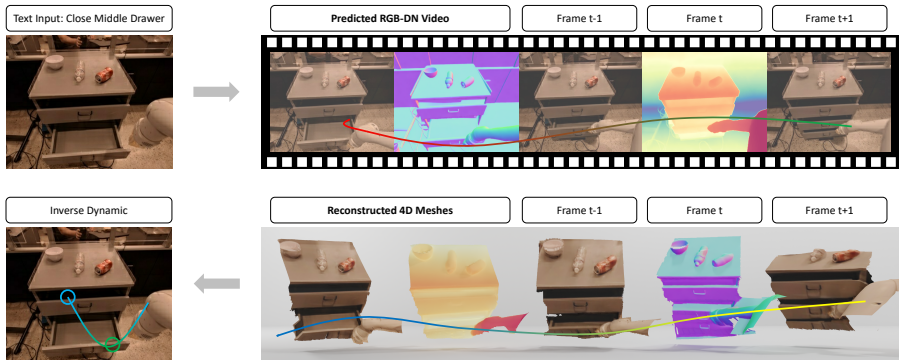 Text Input: Close Middle Drawer
Predicted RGB-DN Video
Frame t-1
Frame t
Frame t+1
Inverse Dynamic
Reconstructed 4D Meshes
Frame t-1
Frame t
Frame t+1